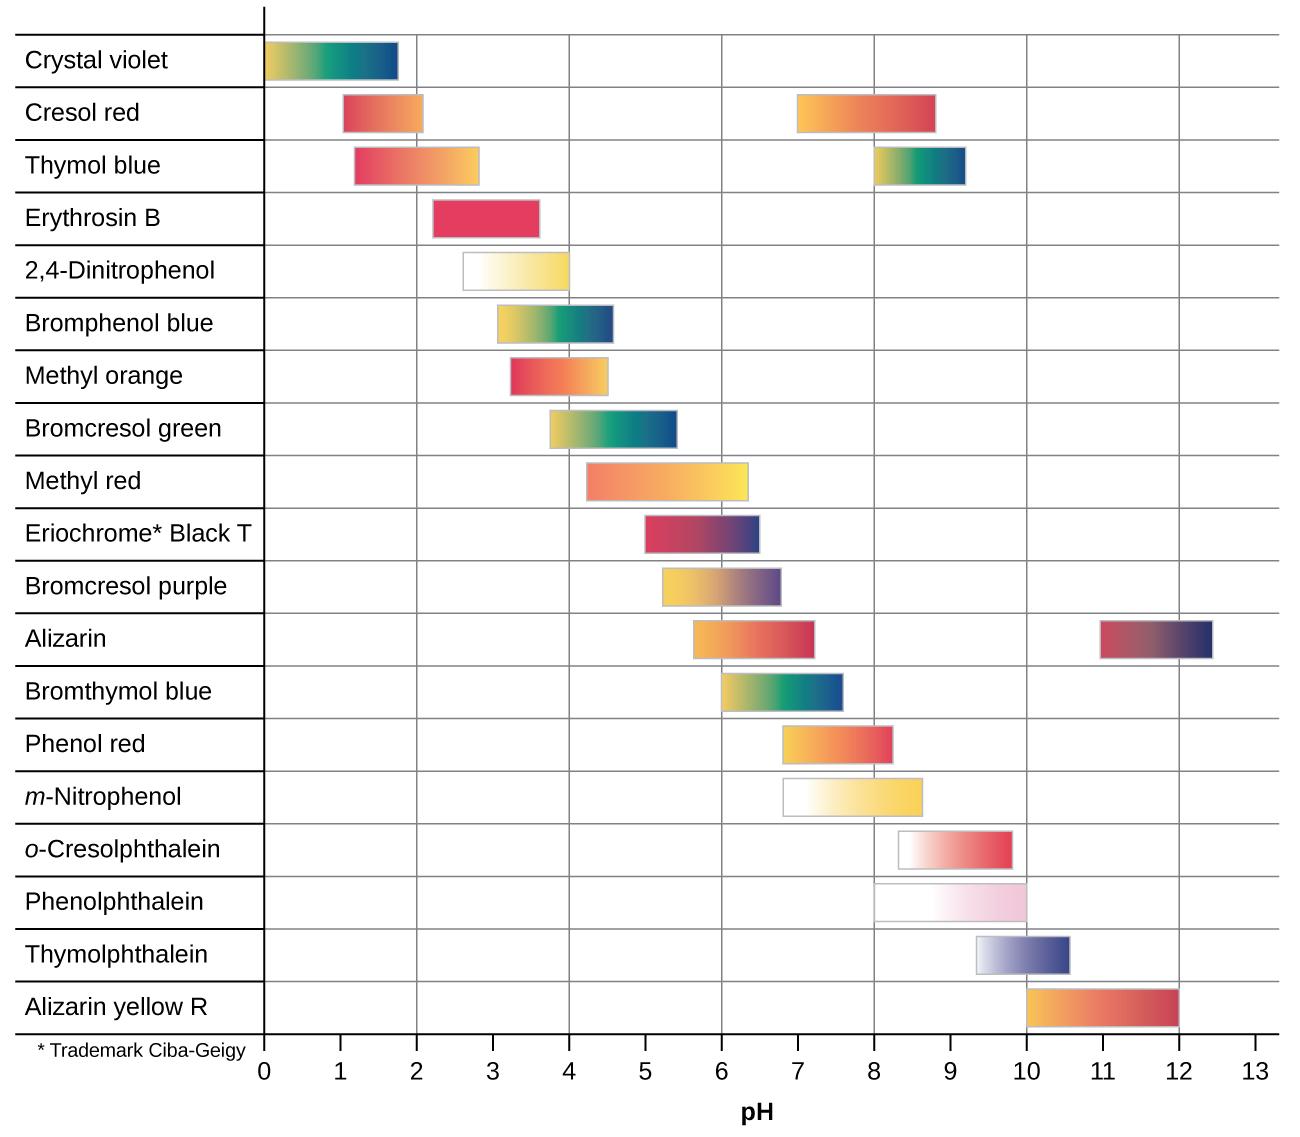 Crystal violet
Cresol red
Thymol blue
Erythrosin B
2,4-Dinitrophenol
Bromphenol blue
Methyl orange
Bromcresol green
Methyl red
Eriochrome* Black T
Bromcresol purple
Alizarin
Bromthymol blue
Phenol red
m-Nitrophenol
o-Cresolphthalein
Phenolphthalein
Thymolphthalein
Alizarin yellow R
* Trademark Ciba-Geigy
0 1 2 3 4 5 6 7 8 9 10 11 12 13
pH